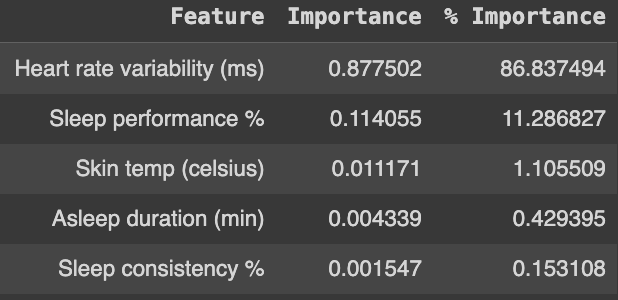 Feature Importance % Importance
Heart rate variability (ms) 0.877502 86.837494
Sleep performance % 0.114055 11.286827
Skin temp (celsius) 0.011171 1.105509
Asleep duration (min) 0.004339 0.429395
Sleep consistency % 0.001547 0.153108